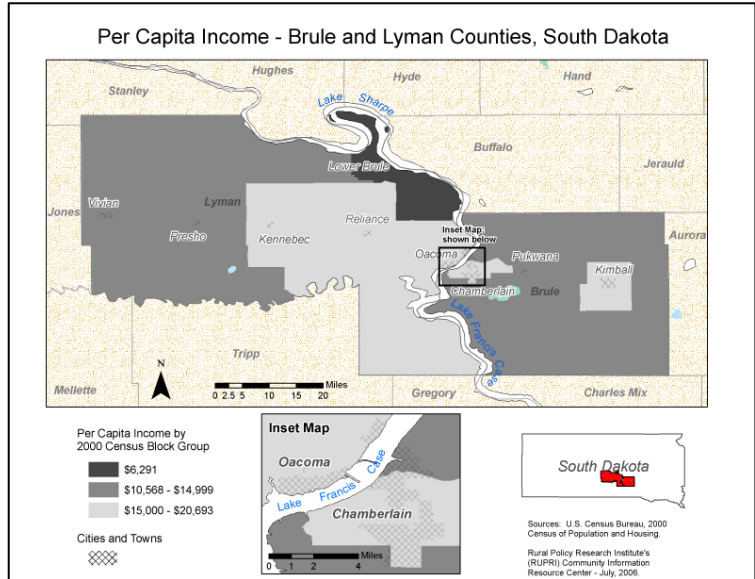 Per Capita Income - Brule and Lyman Counties, South Dakota
Hughes
Hyde
Hand
Stanley
Lake Sharpe
Buffalo
Jerauld
Lower Brule
Jones
Vivian
Lyman
Presho
Kennebec
Reliance
Inset Map
shown below
Aurora
Oacoma
Pukwana
Kimball
Chamberlain
Brule
Lake Francis Case
Tripp
N
Mellette
Gregory
Charles Mix
Miles
0 2.5 5 10 15 20
Per Capita Income by
2000 Census Block Group
$6,291
$10,568 - $14,999
$15,000 - $20,693
Cities and Towns
Inset Map
Oacoma
Lake Francis Case
Chamberlain
Miles
0 1 2 4
South Dakota
Sources: U.S. Census Bureau, 2000
Census of Population and Housing.
Rural Policy Research Institute's
(RUPRI) Community Information
Resource Center - July, 2006.